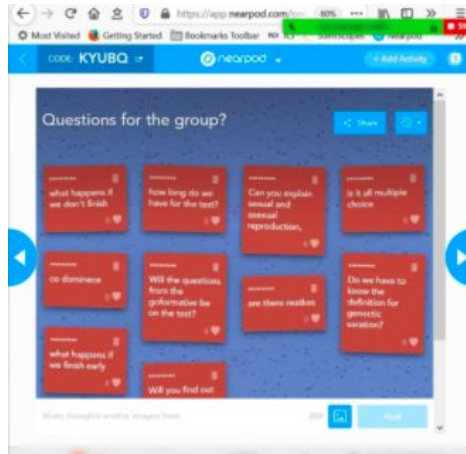 https://app.nearpod.com/
80%
Most Visited
Getting Started
Bookmarks Toolbar
CODE: KYUBQ
nearpod
+ Add Activity
Questions for the group?
Share
what happens if
we don't finish
how long do we
have for the test?
Can you explain
sexual and
asexual
reproduction,
is it all multiple
choice
co dominece
Will the questions
from the
goformative be
on the test?
are there reatkes
Do we have to
know the
definition for
genectic
varation?
what happens if
we finish early
Will you find out
Share thoughts and/or images here
Post